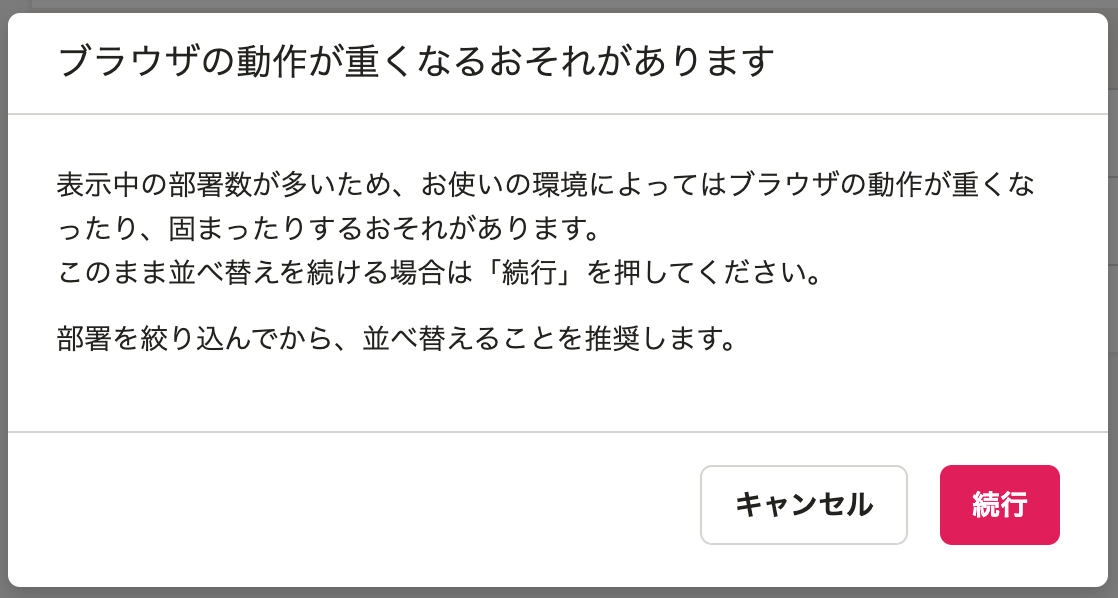 ブラウザの動作が重くなるおそれがあります
表示中の部署数が多いため、お使いの環境によってはブラウザの動作が重くな
ったり、固まったりするおそれがあります。
このまま並べ替えを続ける場合は「続行」を押してください。
部署を絞り込んでから、並べ替えることを推奨します。
キャンセル
続行